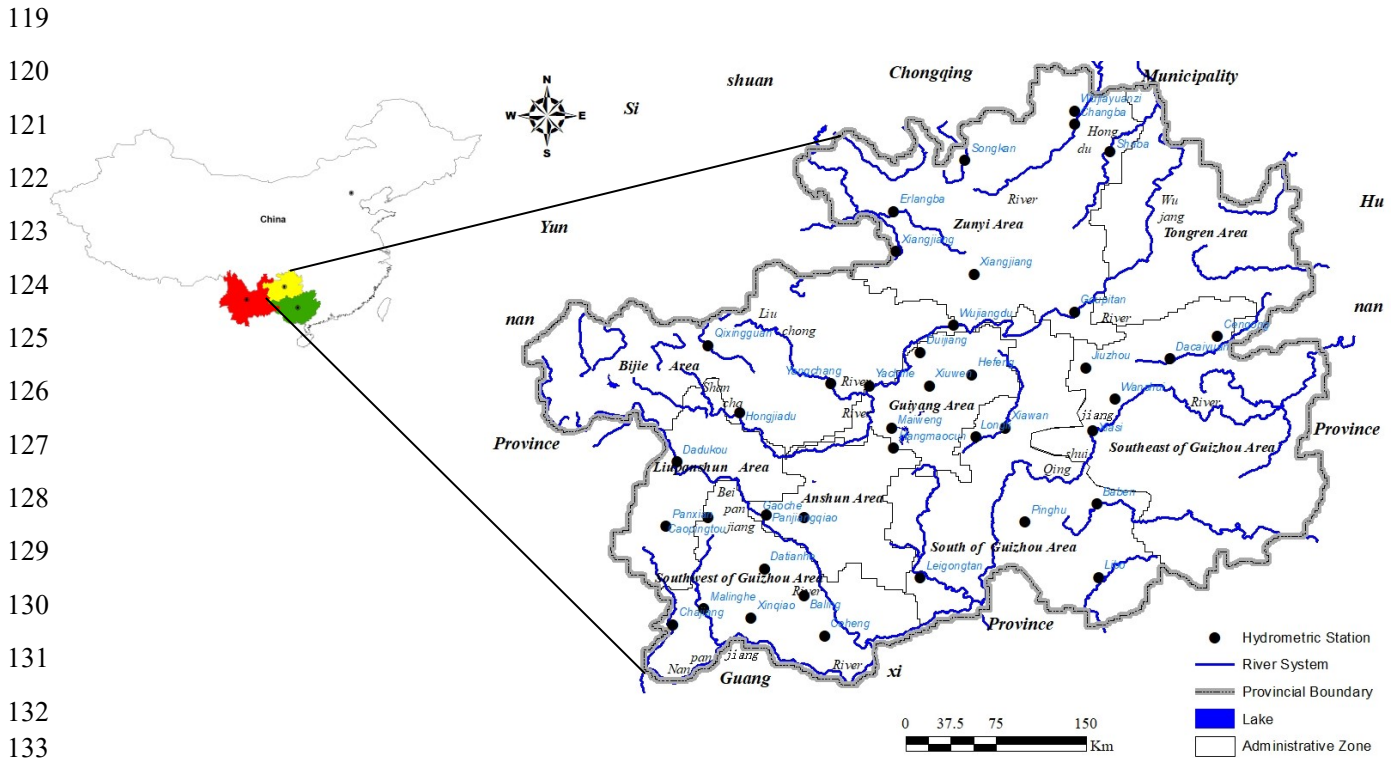 119
120
Chongqing
Municipality
shuan
Si
N
W
E
S
121
Wujiayuanzi
Changba
Hong
du
Shaba
Songkan
122
China
River
Wu
jang
Hu
Erlangba
Zunyi Area
Tongren Area
123
Yun
Xiangjiang
Xiangjiang
124
Goupitan
River
nan
nan
Liu
chong
Wujiangdu
125
Qixingguan
Duijiang
Cengong
Dacaiyuan
Jiuzhou
Hefeng
Bijie Area
126
Yangchang
River
Yachihe
Xiuwen
Shan
cha
Wanshui
River
Guiyang Area
Hongjiadu
River
Maiweng
Xiawan
jiang
127
Province
Longli
Xiasi
Province
Southeast of Guizhou Area
shui
Qing
Dadukou
Liupanshun Area
128
Bei
pan
jiang
Anshun Area
Gaoche
Panjiangqiao
Panxian
Caopingtou
Baben
Pinghu
129
South of Guizhou Area
Datianhe
Leigongtan
Libo
Southwest of Guizhou Area
130
River
Malinghe
Xinqiao
Baling
Chajiang
Ceheng
Province
Hydrometric Station
131
Nan
pan
jiang
River
Guang
xi
River System
Provincial Boundary
132
0 37.5 75 150
Km
Lake
133
Administrative Zone